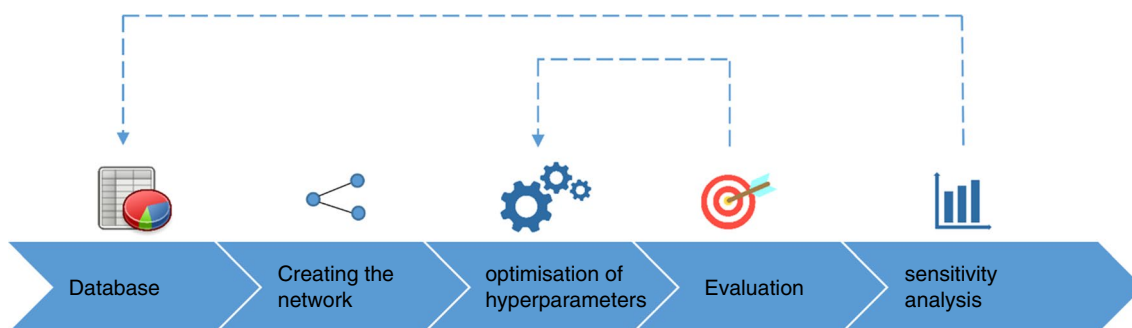 Database
Creating the
network
optimisation of
hyperparameters
Evaluation
sensitivity
analysis